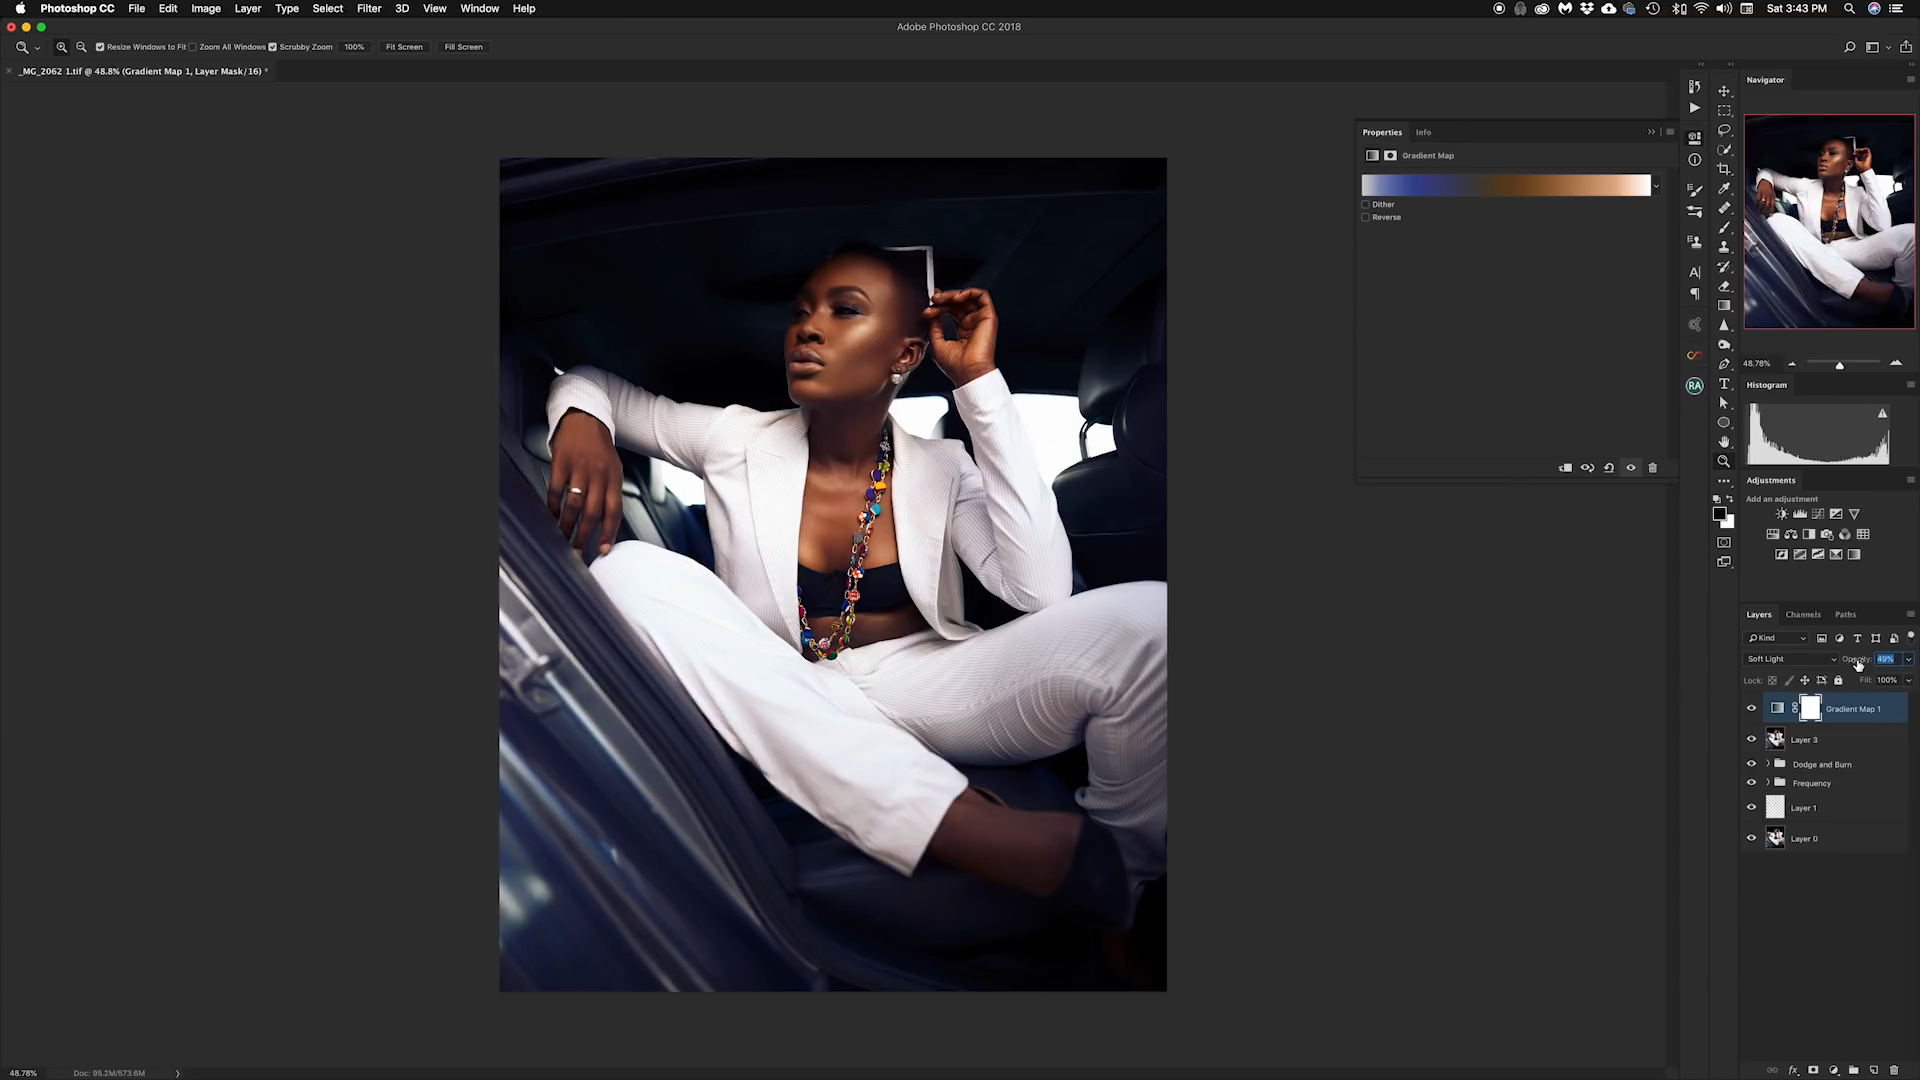 Photoshop CC File Edit Image Layer Type Select Filter 3D View Window Help Sat 3:43 PM
Adobe Photoshop CC 2018
Resize Windows to Fit Zoom All Windows Scrubby Zoom 100% Fit Screen Fill Screen
_MG_2062 1.tif @ 48.8% (Gradient Map 1, Layer Mask/16) *
Navigator
Properties Info
Gradient Map
Dither
Reverse
48.78%
Histogram
RA
Adjustments
Add an adjustment
Layers Channels Paths
Kind
Soft Light Opacity: 49%
Lock: Fill: 100%
Gradient Map 1
Layer 3
Dodge and Burn
Frequency
Layer 1
Layer 0
48.78% Doc: 95.2M/573.6M